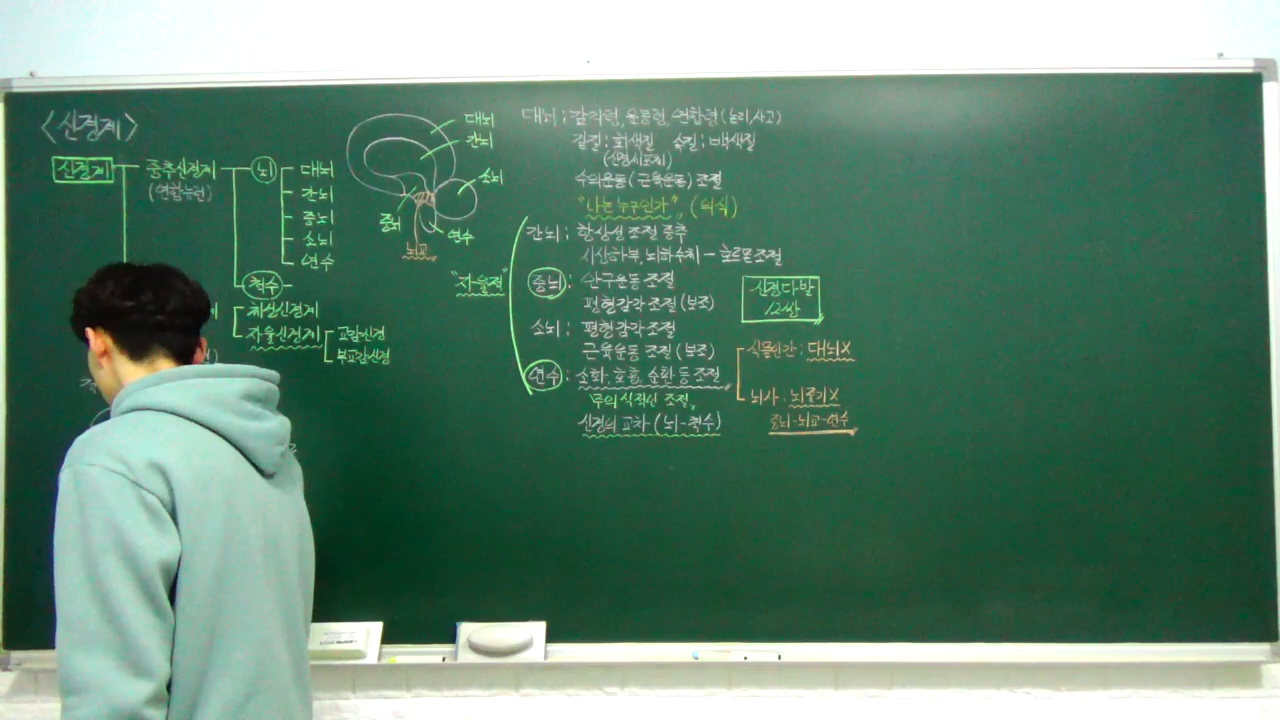 <신경계>
신경계
중추신경계
(연합뉴런)
뇌
대뇌
간뇌
중뇌
소뇌
연수
척수
체성신경계
자율신경계
교감신경
부교감신경
대뇌
간뇌
소뇌
중뇌
연수
뇌교
대뇌 : 감각령, 운동령, 연합령 (논리사고)
겉질 : 회색질 속질 : 백색질
(신경세포체)
수의운동 (근육운동) 조절
"나는 누구인가" (의식)
"자율적"
간뇌 : 항상성 조절 중추
시상하부, 뇌하수체 - 호르몬 조절
중뇌 : 안구운동 조절
평형감각 조절 (보조)
소뇌 : 평형감각 조절
근육운동 조절 (보조)
연수 : 소화, 호흡, 순환 등 조절
"무의식적인 조절"
신경의 교차 (뇌-척수)
신경다발
12쌍
식물인간 : 대뇌X
뇌사 : 뇌줄기X
중뇌-뇌교-연수